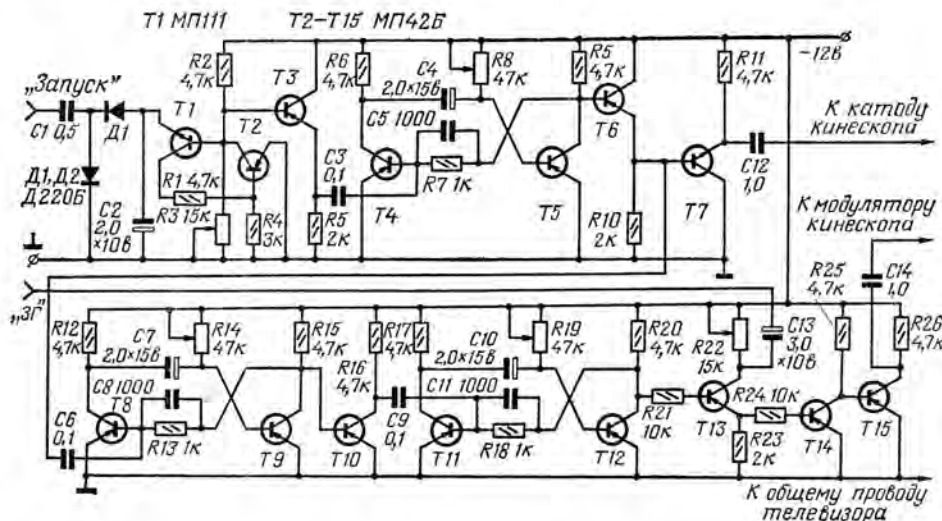 Т1 МП111
Т2–Т15 МП42Б
-12в
„Запуск”
С1 0,5
Д1
Д1, Д2
Д220Б
С2
2,0
×10в
Т1
R1 4,7к
R3 15к
R2
4,7к
Т2
R4
3к
Т3
С3
0,1
R5
2к
R6
4,7к
С4
2,0×15в
С5 1000
R7 1к
Т4
R8
47к
Т5
R5
4,7к
Т6
R10
2к
Т7
R11
4,7к
С12
1,0
К катоду
кинескопа
К модулятору
кинескопа
„ЗГ”
R12
4,7к
С7
2,0×15в
С8 1000
Т8
С6
0,1
R13 1к
R14
47к
Т9
R15
4,7к
R16
4,7к
Т10
С9
0,1
R17
4,7к
С10
2,0×15в
С11 1000
Т11
R18 1к
R19
47к
Т12
R20
4,7к
R21
10к
R22
15к
С13
3,0
×10в
Т13
R24 10к
R23
2к
Т14
R25
4,7к
С14
1,0
R26
4,7к
Т15
К общему проводу
телевизора